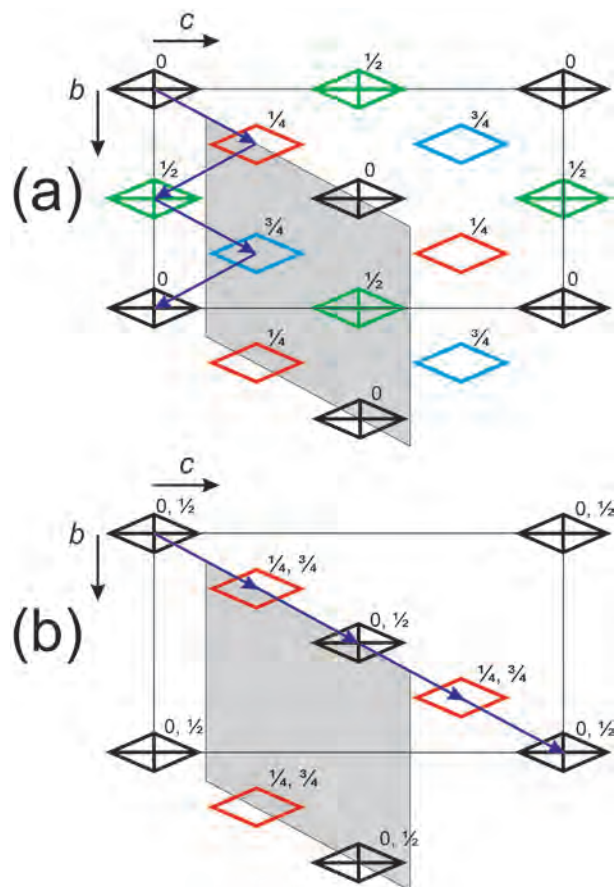 c
0 ½ 0
b
¼ ¾
(a)
½ 0 ½
¾ ¼
0 ½ 0
¼ ¾
0
c
0, ½ 0, ½
b
¼, ¾
(b)
0, ½
¼, ¾
0, ½ 0, ½
¼, ¾
0, ½